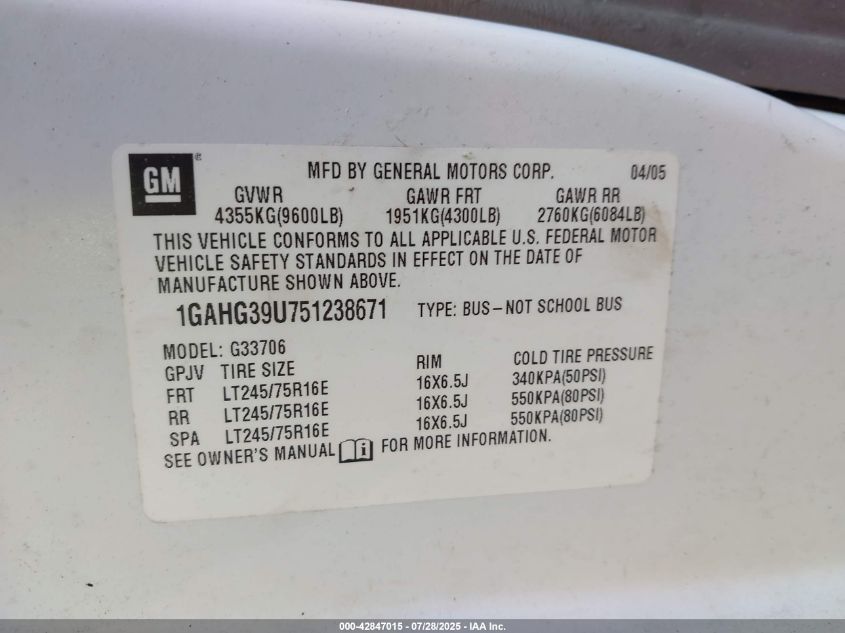 GM® MFD BY GENERAL MOTORS CORP. 04/05
GVWR GAWR FRT GAWR RR
4355KG(9600LB) 1951KG(4300LB) 2760KG(6084LB)
THIS VEHICLE CONFORMS TO ALL APPLICABLE U.S. FEDERAL MOTOR
VEHICLE SAFETY STANDARDS IN EFFECT ON THE DATE OF
MANUFACTURE SHOWN ABOVE.
1GAHG39U751238671 TYPE: BUS-NOT SCHOOL BUS
MODEL: G33706
GPJV TIRE SIZE RIM COLD TIRE PRESSURE
FRT LT245/75R16E 16X6.5J 340KPA(50PSI)
RR LT245/75R16E 16X6.5J 550KPA(80PSI)
SPA LT245/75R16E 16X6.5J 550KPA(80PSI)
SEE OWNER'S MANUAL i FOR MORE INFORMATION.
000-42847015 - 07/28/2025 - IAA Inc.